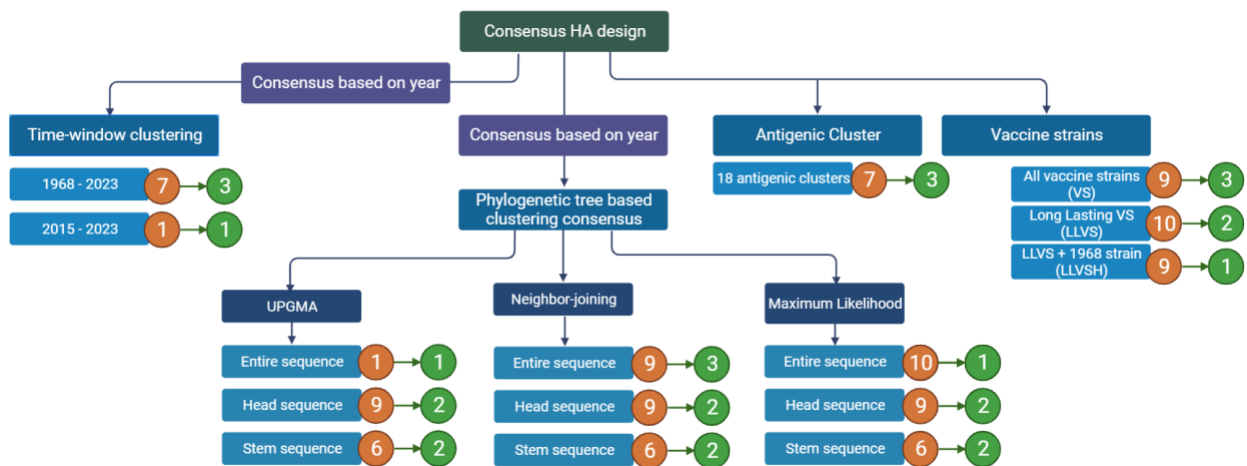 Consensus HA design
Consensus based on year
Time-window clustering
1968 - 2023 7 3
2015 - 2023 1 1
Consensus based on year
Phylogenetic tree based
clustering consensus
Antigenic Cluster
18 antigenic clusters 7 3
Vaccine strains
All vaccine strains
(VS) 9 3
Long Lasting VS
(LLVS) 10 2
LLVS + 1968 strain
(LLVSH) 9 1
UPGMA
Entire sequence 1 1
Head sequence 9 2
Stem sequence 6 2
Neighbor-joining
Entire sequence 9 3
Head sequence 9 2
Stem sequence 6 2
Maximum Likelihood
Entire sequence 10 1
Head sequence 9 2
Stem sequence 6 2